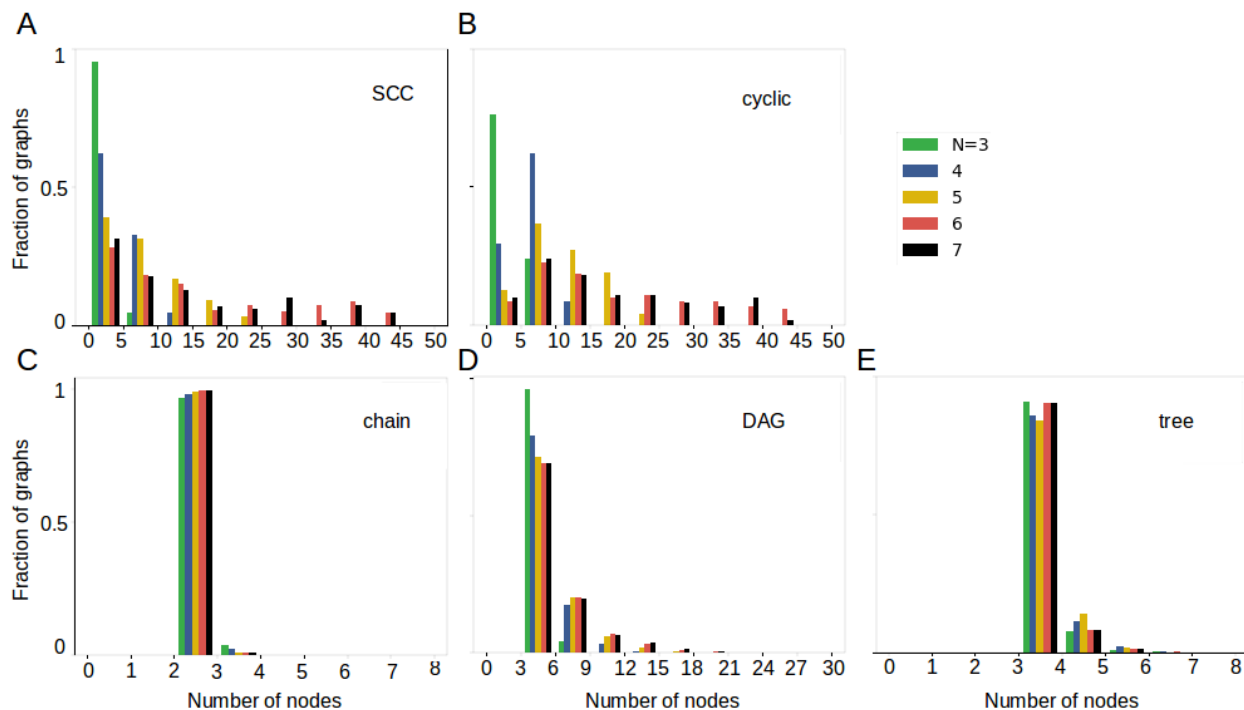 A
B
1
SCC
cyclic
N=3
4
5
6
7
0.5
Fraction of graphs
0
0 5 10 15 20 25 30 35 40 45 50
0 5 10 15 20 25 30 35 40 45 50
C
D
E
1
chain
DAG
tree
0.5
Fraction of graphs
0
0 1 2 3 4 5 6 7 8
0 3 6 9 12 15 18 21 24 27 30
0 1 2 3 4 5 6 7 8
Number of nodes
Number of nodes
Number of nodes